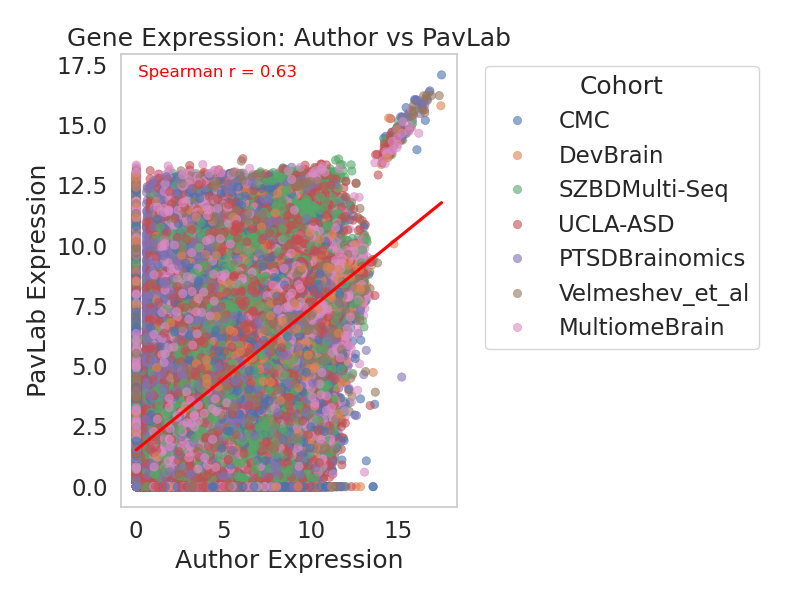 Gene Expression: Author vs PavLab
Spearman r = 0.63
17.5
15.0
12.5
10.0
7.5
5.0
2.5
0.0
PavLab Expression
0 5 10 15
Author Expression
Cohort
CMC
DevBrain
SZBDMulti-Seq
UCLA-ASD
PTSDBrainomics
Velmeshev_et_al
MultiomeBrain